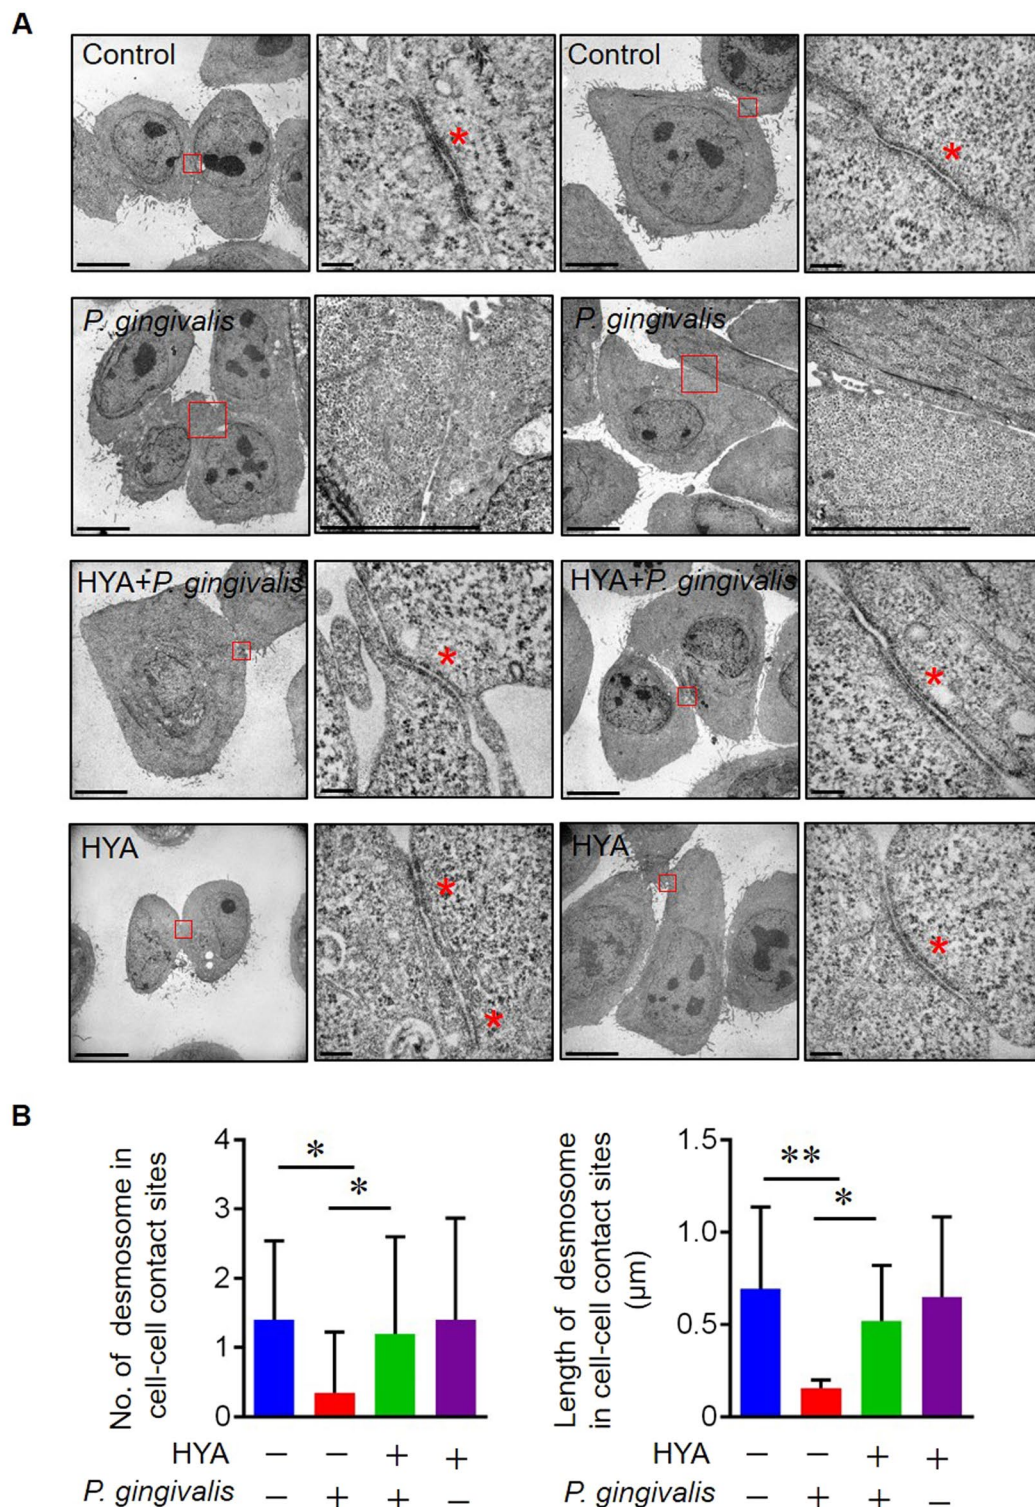 A
Control
*
*
P. gingivalis
P. gingivalis
HYA+P. gingivalis
*
HYA+P. gingivalis
*
HYA
*
*
HYA
*
B
No. of desmosome in
cell-cell contact sites
4
3
2
1
0
*
*
HYA − − + +
P. gingivalis − + + −
Length of desmosome
in cell-cell contact sites
(μm)
1.5
1.0
0.5
0
**
*
HYA − − + +
P. gingivalis − + + −